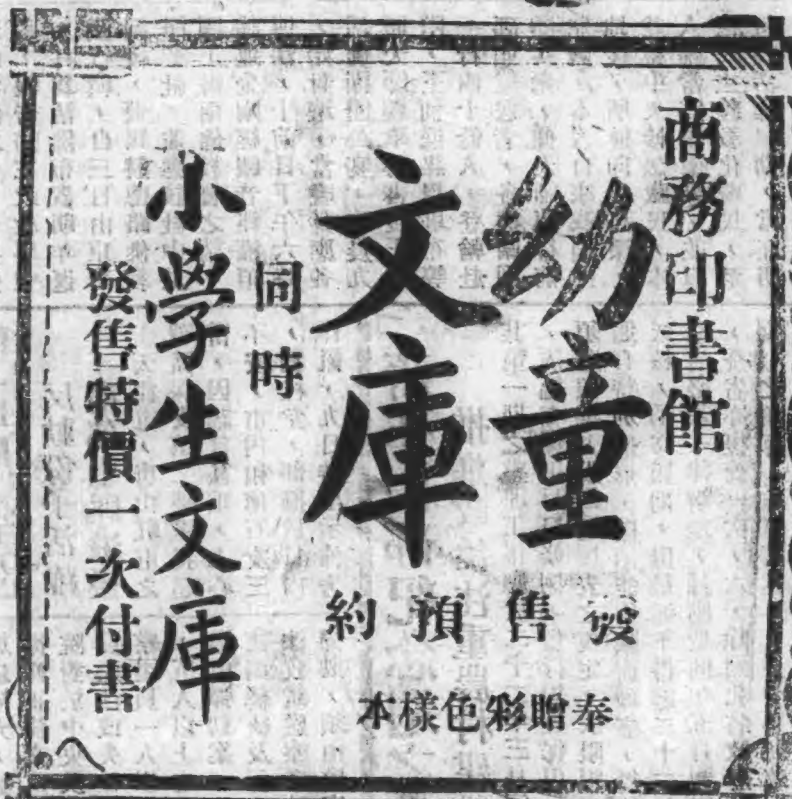 商務印書館
幼童
文庫
發售預約
奉贈彩色樣本
同時
小學生文庫
發售特價一次付書